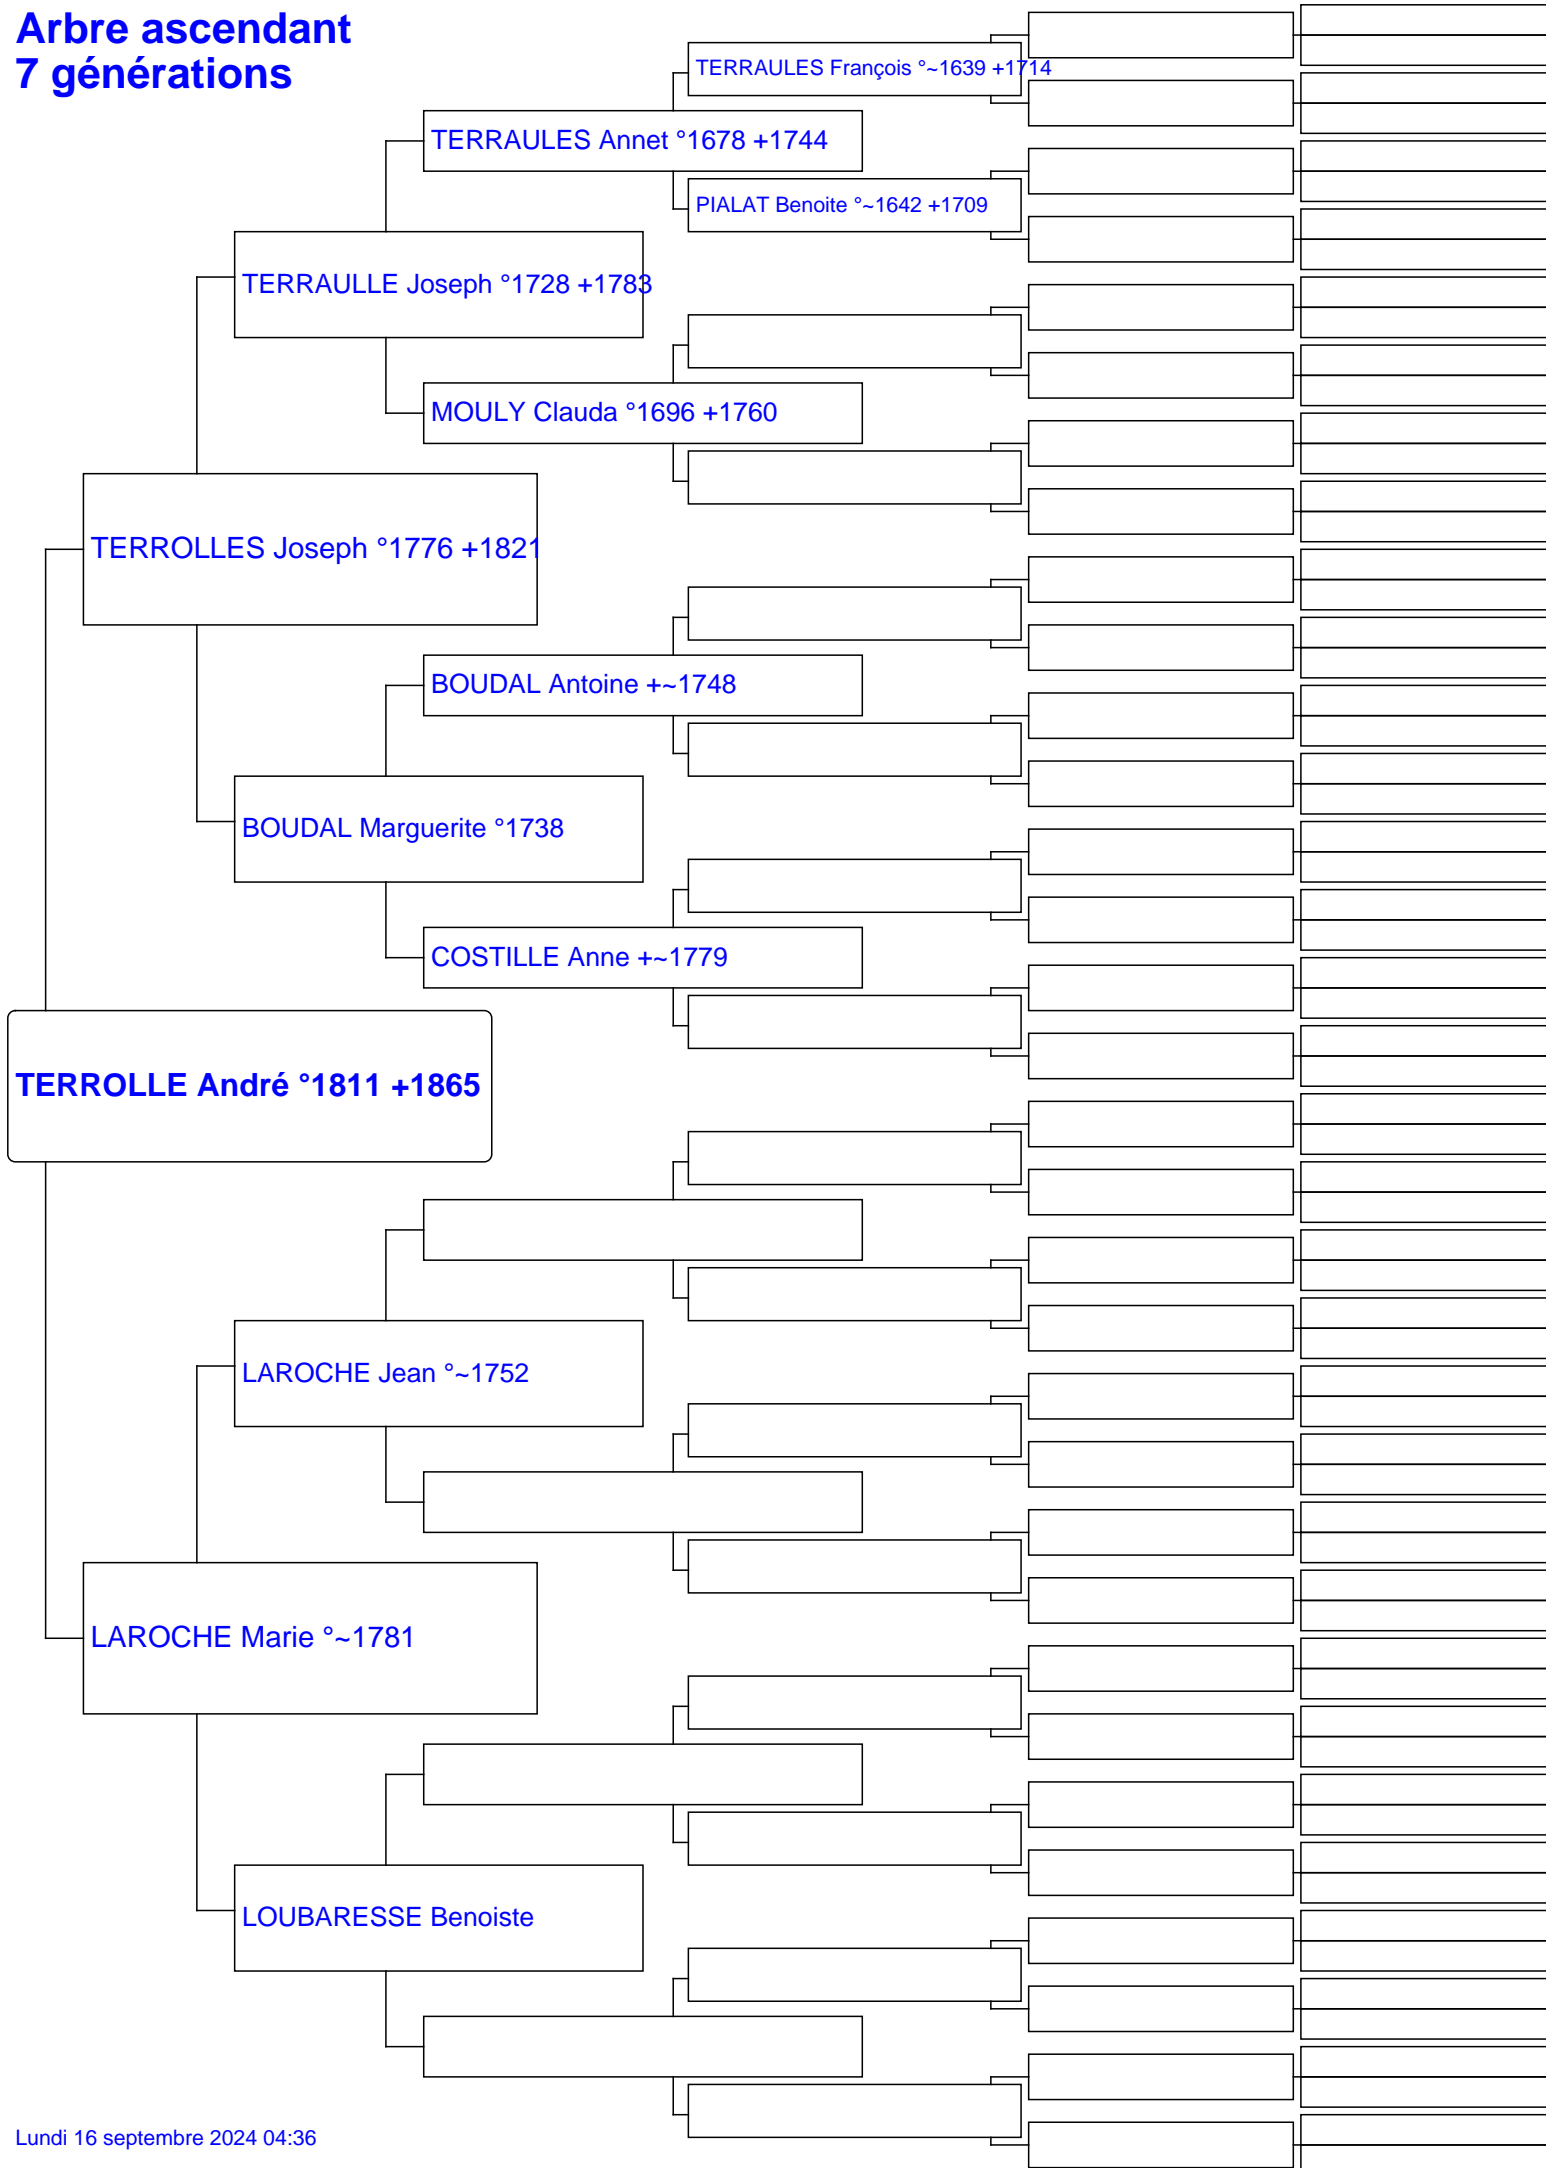 Arbre ascendant
7 générations
TERRAULES François °~1639 +1714
TERRAULES Annet °1678 +1744
PIALAT Benoite °~1642 +1709
TERRAULLE Joseph °1728 +1783
MOULY Clauda °1696 +1760
TERROLLES Joseph °1776 +1821
BOUDAL Antoine +~1748
BOUDAL Marguerite °1738
COSTILLE Anne +~1779
TERROLLE André °1811 +1865
LAROCHE Jean °~1752
LAROCHE Marie °~1781
LOUBARESSE Benoiste
Lundi 16 septembre 2024 04:36